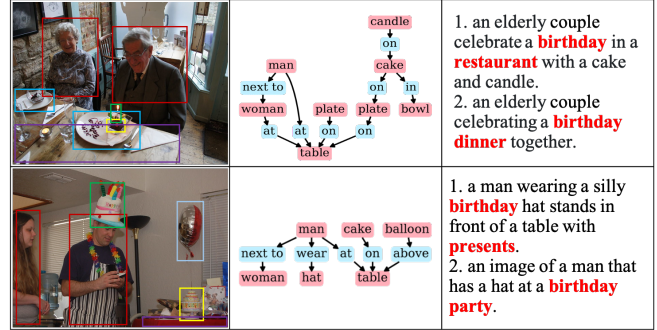 candle
on
man
cake
next to
on
in
woman
plate
plate
bowl
at
at
on
on
table
1. an elderly couple
celebrate a birthday in a
restaurant with a cake
and candle.
2. an elderly couple
celebrating a birthday
dinner together.
man
cake
balloon
next to
wear
at
on
above
woman
hat
table
1. a man wearing a silly
birthday hat stands in
front of a table with
presents.
2. an image of a man that
has a hat at a birthday
party.